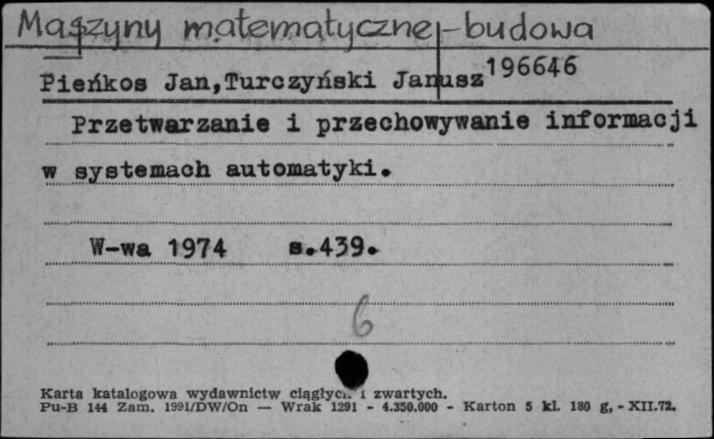 Maszyny matematyczne-budowa
Pieńkos Jan,Turczyński Janusz 196646
Przetwarzanie i przechowywanie informacji
w systemach automatyki.
W-wa 1974 s.439.
6
Karta katalogowa wydawnictw ciągłych i zwartych.
Pu-B 144 Zam. 1991/DW/On — Wrak 1291 - 4.350.000 - Karton 5 kl. 180 g, - XII.72.